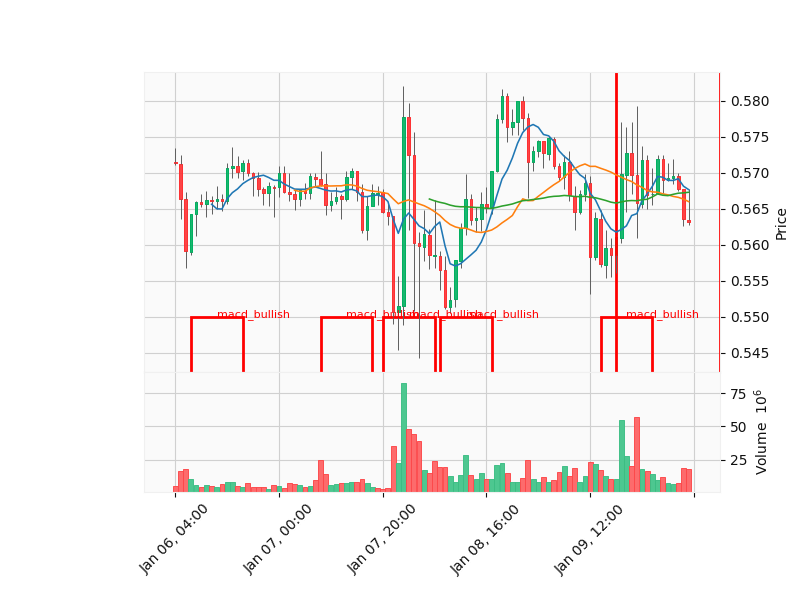 0.580
0.575
0.570
0.565
0.560
0.555
0.550
0.545
Price
macd_bullish
macd_bullish
macd_bullish
macd_bullish
macd_bullish
75
50
25
Volume 10^6
Jan 06, 04:00
Jan 07, 00:00
Jan 07, 20:00
Jan 08, 16:00
Jan 09, 12:00